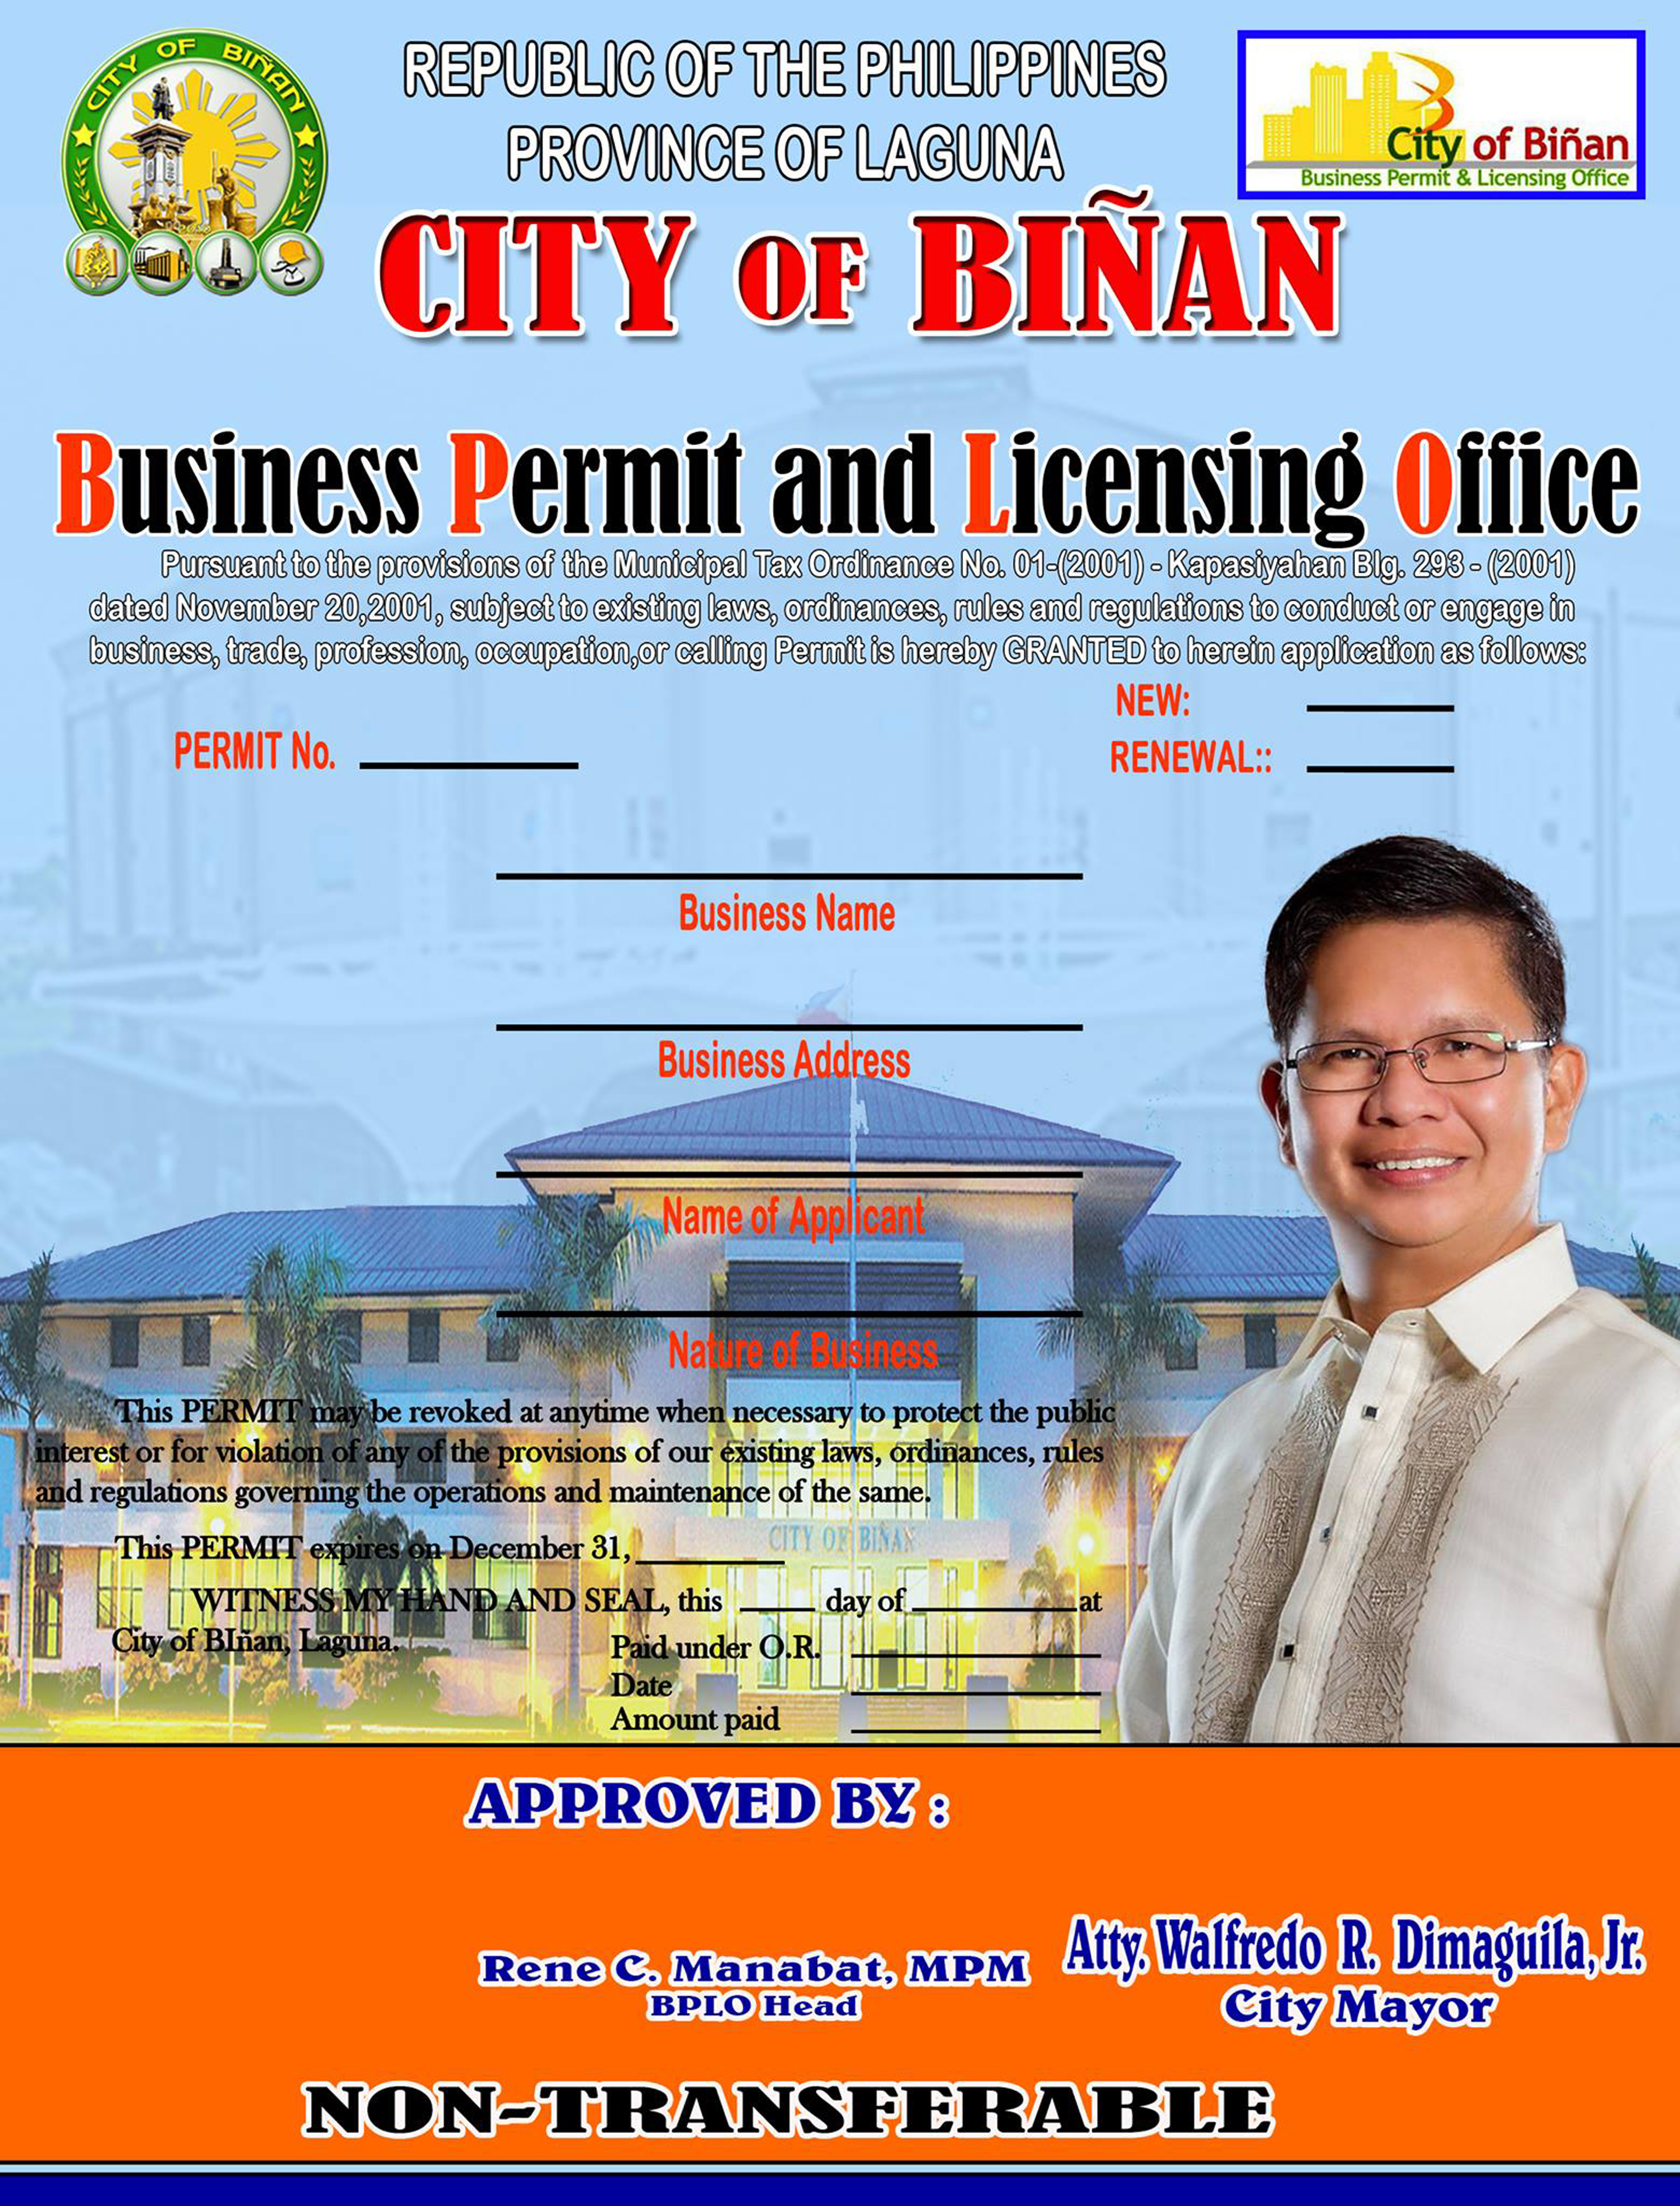 CITY OF BIÑAN
REPUBLIC OF THE PHILIPPINES
PROVINCE OF LAGUNA
CITY OF BIÑAN
City of Biñan
Business Permit & Licensing Office
Business Permit and Licensing Office
Pursuant to the provisions of the Municipal Tax Ordinance No. 01-(2001) - Kapasiyahan Blg. 293 - (2001)
dated November 20,2001, subject to existing laws, ordinances, rules and regulations to conduct or engage in
business, trade, profession, occupation,or calling Permit is hereby GRANTED to herein application as follows:
NEW:
PERMIT No.
RENEWAL::
Business Name
Business Address
Name of Applicant
Nature of Business
This PERMIT may be revoked at anytime when necessary to protect the public
interest or for violation of any of the provisions of our existing laws, ordinances, rules
and regulations governing the operations and maintenance of the same.
CITY OF BIÑAN
This PERMIT expires on December 31,
WITNESS MY HAND AND SEAL, this day of at
City of BIñan, Laguna.
Paid under O.R.
Date
Amount paid
APPROVED BY :
Rene C. Manabat, MPM
BPLO Head
Atty. Walfredo R. Dimaguila, Jr.
City Mayor
NON-TRANSFERABLE